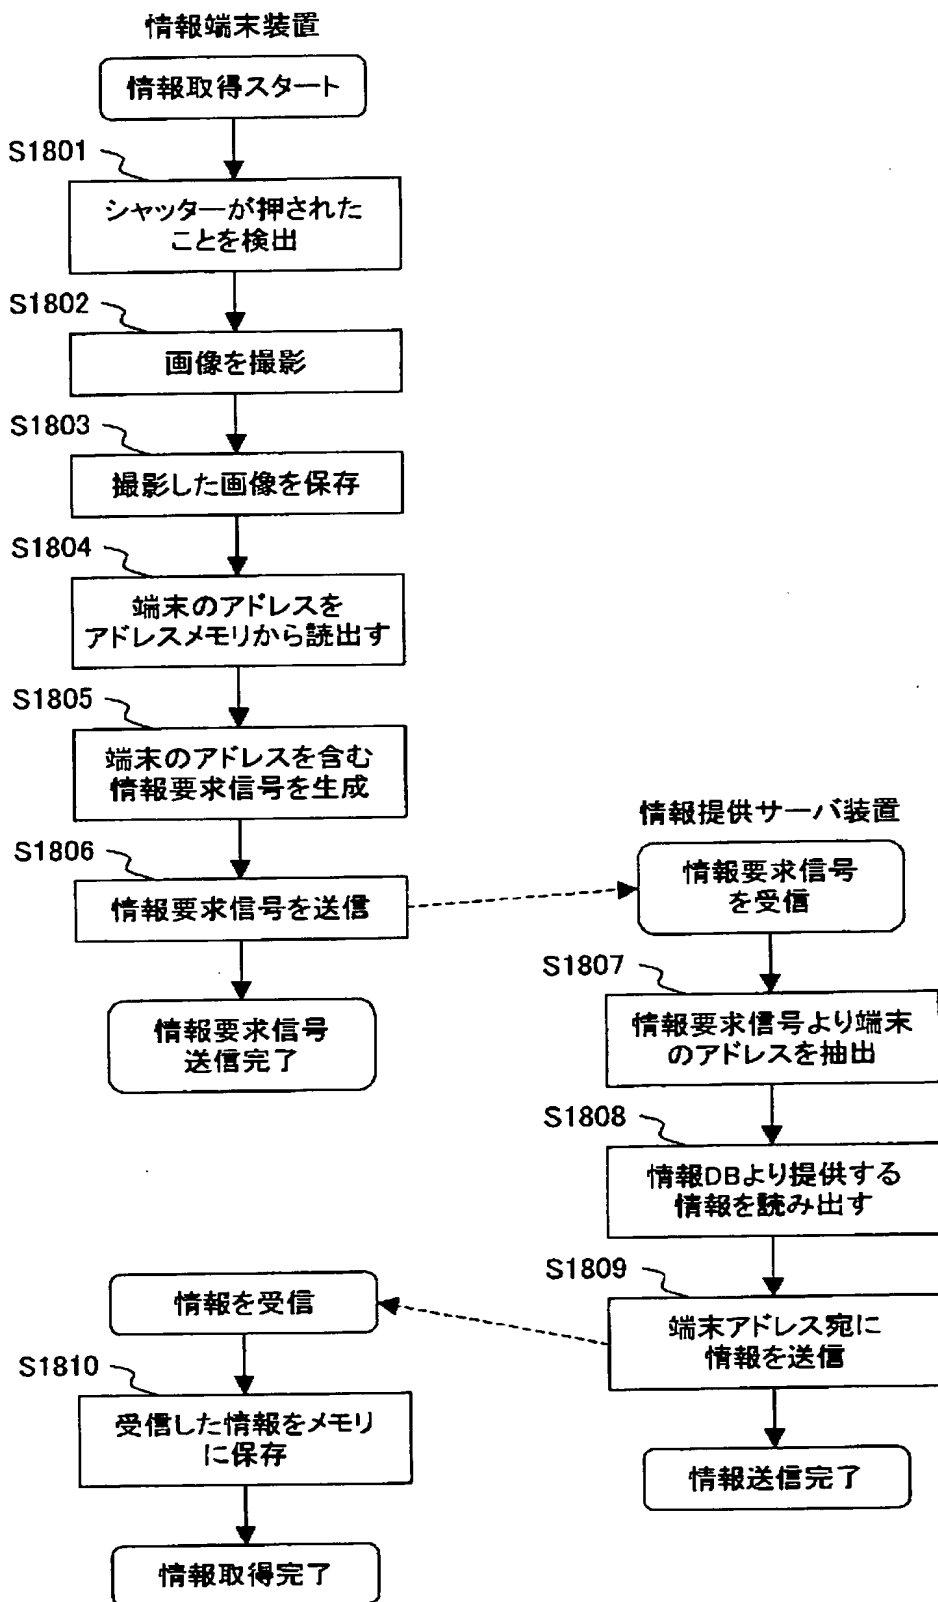 情報端末装置
情報取得スタート
S1801
シャッターが押された
ことを検出
S1802
画像を撮影
S1803
撮影した画像を保存
S1804
端末のアドレスを
アドレスメモリから読出す
S1805
端末のアドレスを含む
情報要求信号を生成
S1806
情報要求信号を送信
情報要求信号
送信完了
情報提供サーバ装置
情報要求信号
を受信
S1807
情報要求信号より端末
のアドレスを抽出
S1808
情報DBより提供する
情報を読み出す
S1809
端末アドレス宛に
情報を送信
情報送信完了
情報を受信
S1810
受信した情報をメモリ
に保存
情報取得完了